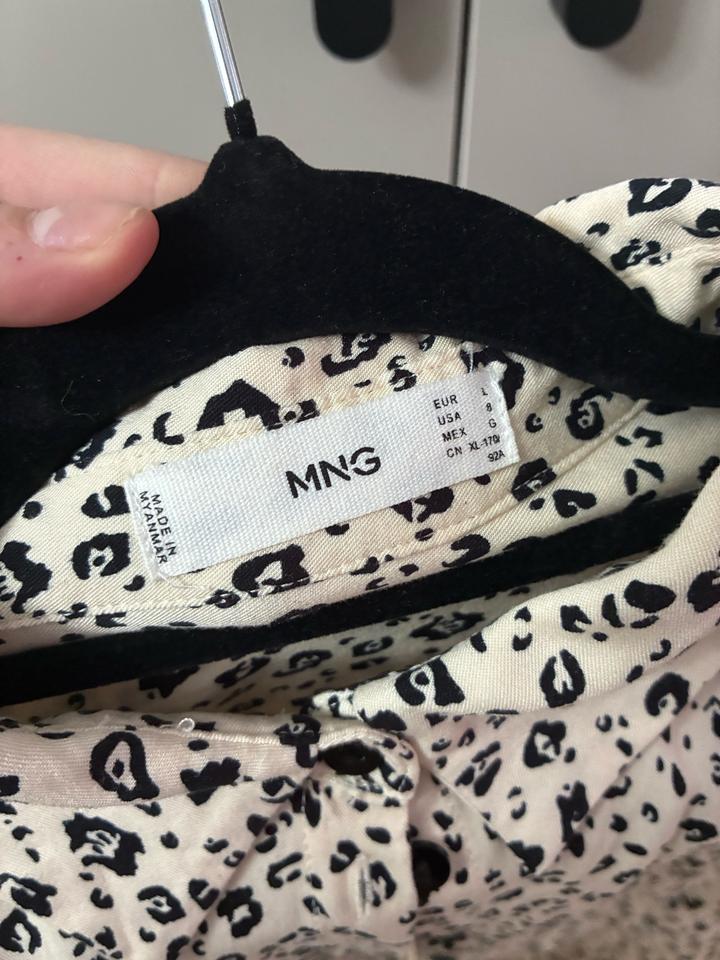 MADE IN
MYANMAR
MNG
EUR L
USA 8
MEX G
CN XL-170/
92A